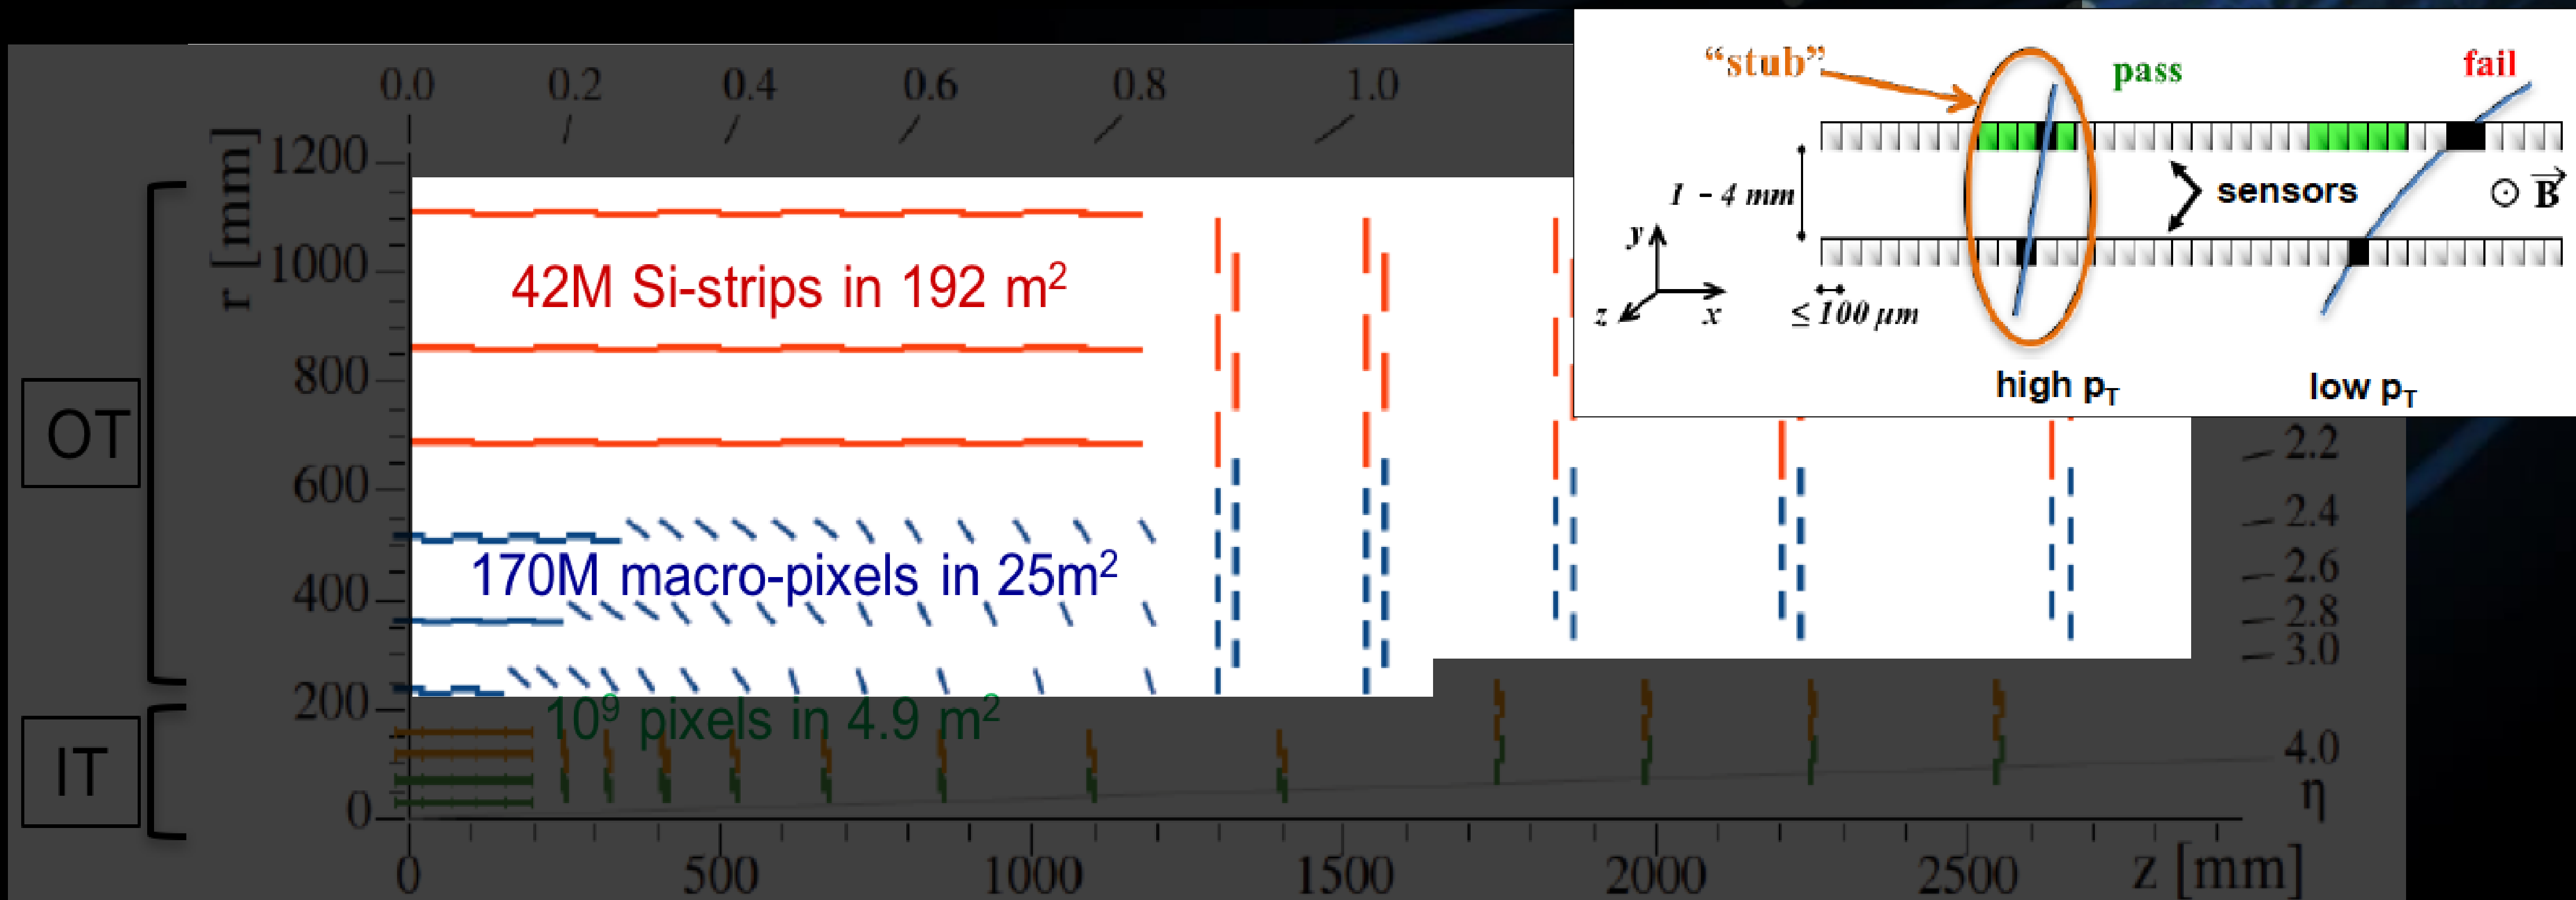 0.0 0.2 0.4 0.6 0.8 1.0
r [mm]
1200
1000
800
600
400
200
0
OT
IT
42M Si-strips in 192 m²
170M macro-pixels in 25m²
10⁹ pixels in 4.9 m²
0 500 1000 1500 2000 2500 z [mm]
2.2
2.4
2.6
2.8
3.0
4.0
η
“stub”
pass
fail
1 - 4 mm
sensors
⊙ B⃗
y
z x
≤ 100 μm
high pT
low pT